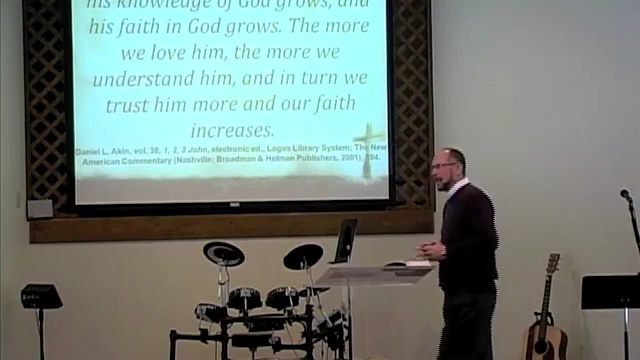 his knowledge of God grows, and
his faith in God grows. The more
we love him, the more we
understand him, and in turn we
trust him more and our faith
increases.
Daniel L. Akin, vol. 38, 1, 2, 3 John, electronic ed., Logos Library System; The New
American Commentary (Nashville: Broadman & Holman Publishers, 2001), 184.